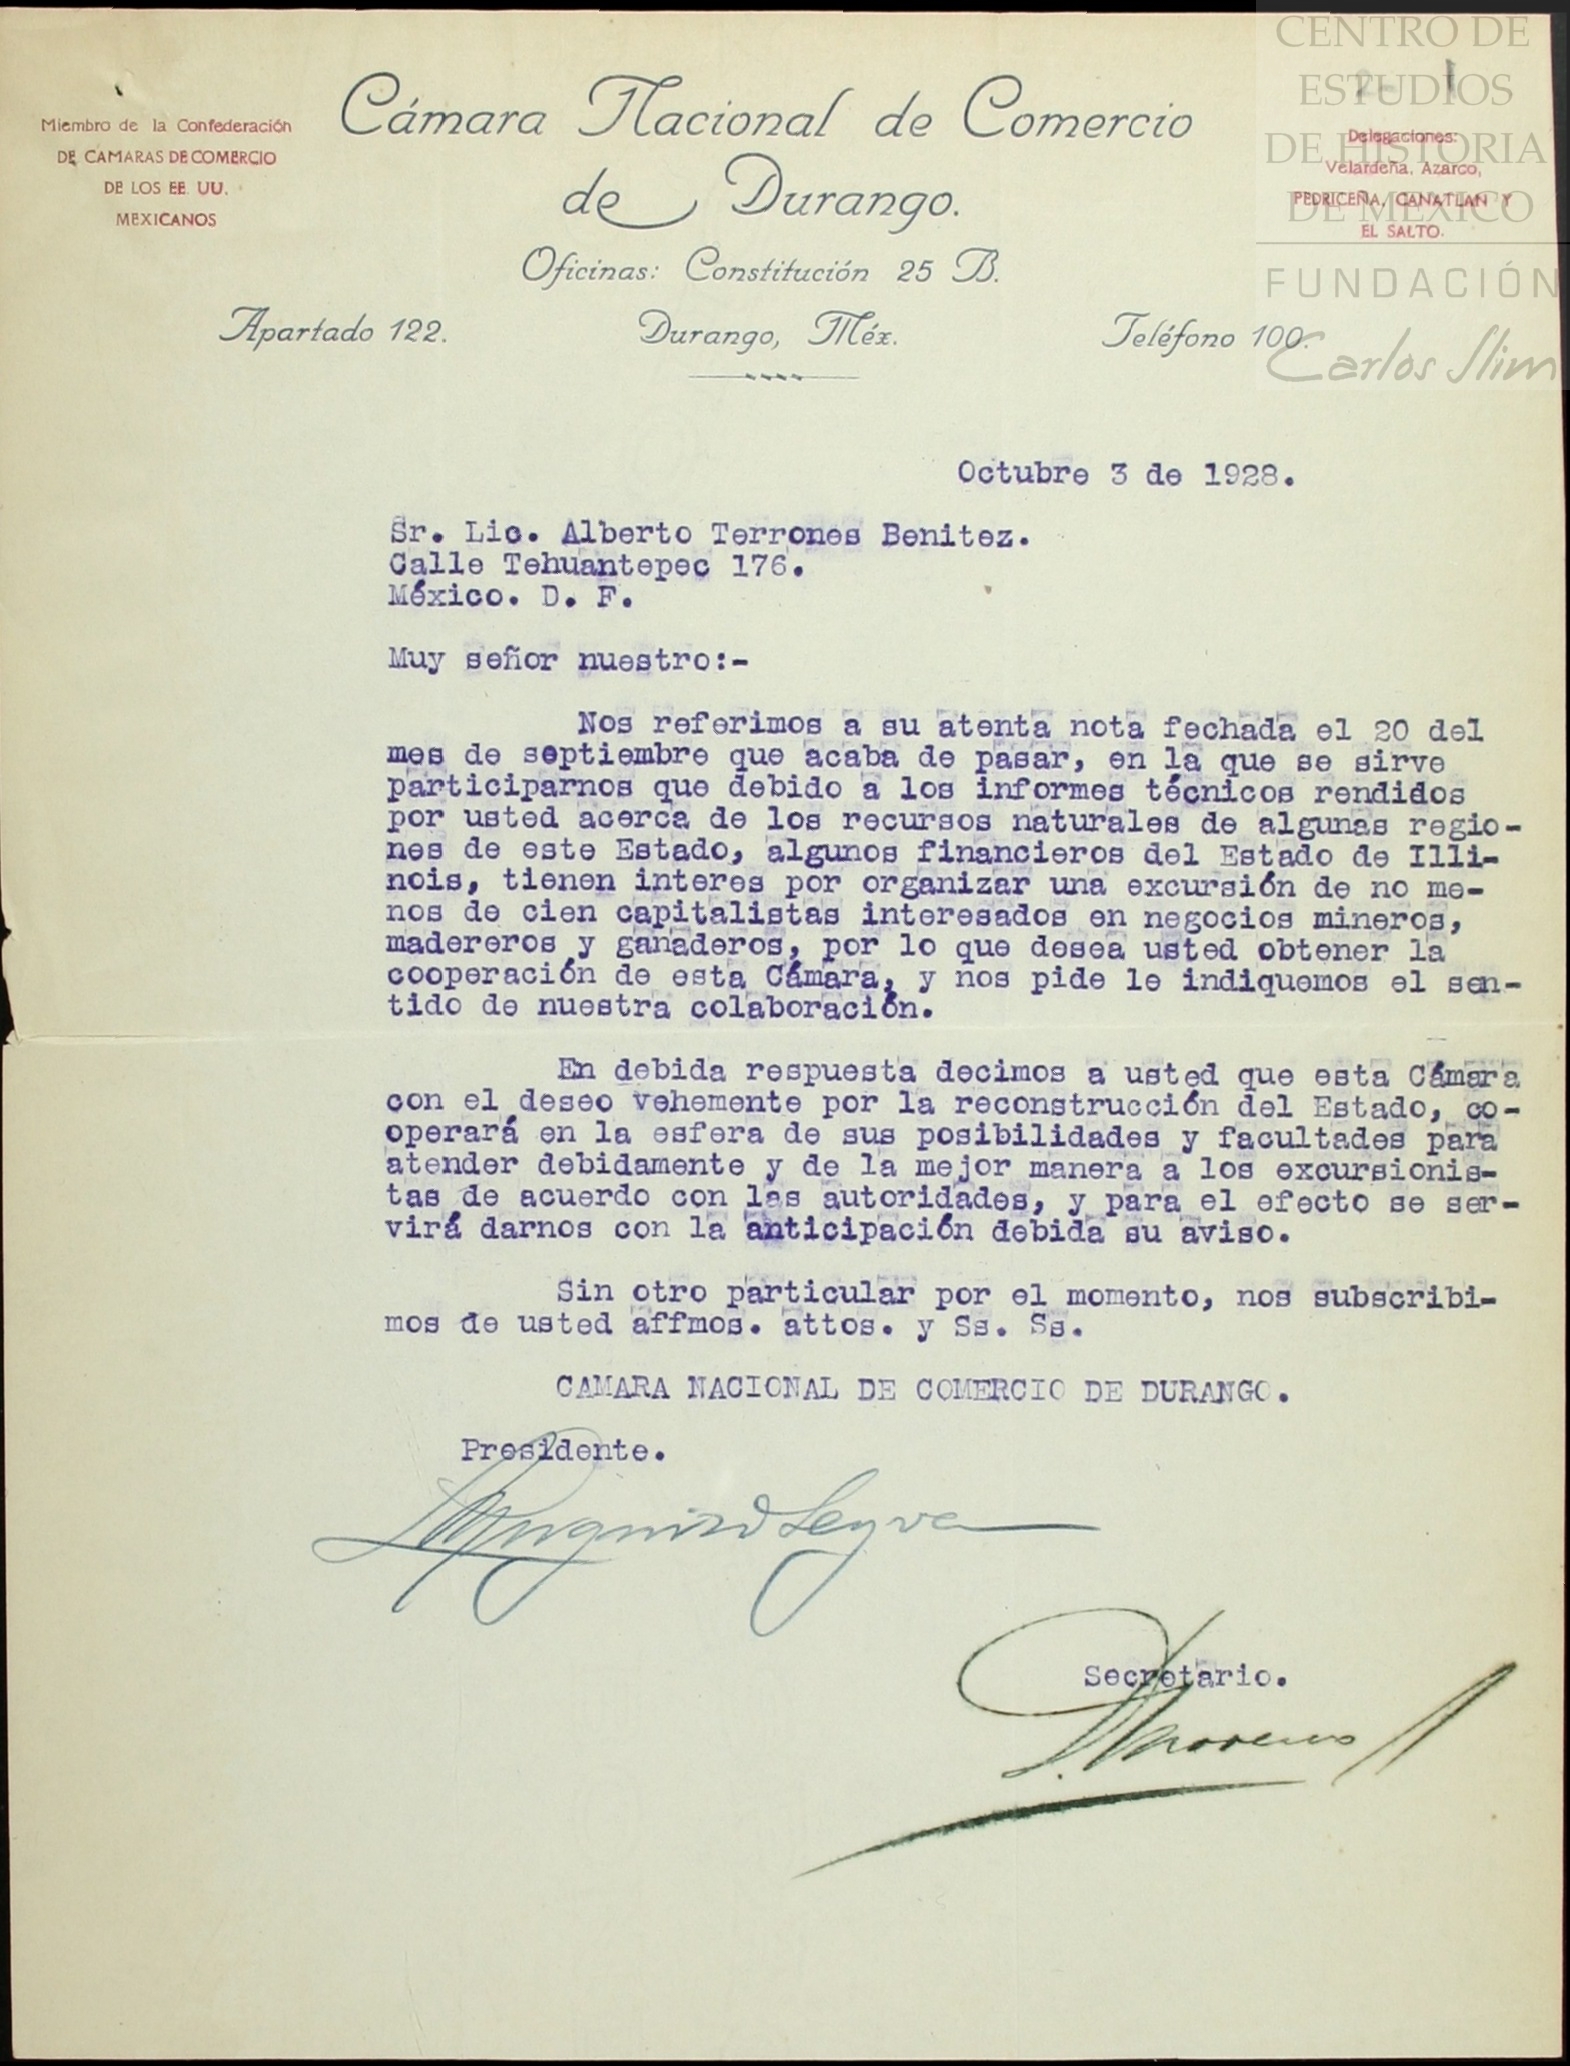 CENTRO DE
ESTUDIOS
DE HISTORIA
DE MÉXICO
FUNDACIÓN
Carlos Slim
Miembro de la Confederación
DE CAMARAS DE COMERCIO
DE LOS EE. UU.
MEXICANOS
Cámara Nacional de Comercio
de Durango.
Oficinas: Constitución 25 B.
Apartado 122. Durango, Méx. Teléfono 100.
Delegaciones:
Velardeña, Azarco,
PEDRICEÑA, CANATLAN Y
EL SALTO.
Octubre 3 de 1928.
Sr. Lic. Alberto Terrones Benitez.
Calle Tehuantepec 176.
México. D. F.
Muy señor nuestro:-
Nos referimos a su atenta nota fechada el 20 del
mes de septiembre que acaba de pasar, en la que se sirve
participarnos que debido a los informes técnicos rendidos
por usted acerca de los recursos naturales de algunas regio-
nes de este Estado, algunos financieros del Estado de Illi-
nois, tienen interes por organizar una excursión de no me-
nos de cien capitalistas interesados en negocios mineros,
madereros y ganaderos, por lo que desea usted obtener la
cooperación de esta Cámara, y nos pide le indiquemos el sen-
tido de nuestra colaboración.
En debida respuesta decimos a usted que esta Cámara
con el deseo vehemente por la reconstrucción del Estado, co-
operará en la esfera de sus posibilidades y facultades para
atender debidamente y de la mejor manera a los excursionis-
tas de acuerdo con las autoridades, y para el efecto se ser-
virá darnos con la anticipación debida su aviso.
Sin otro particular por el momento, nos subscribi-
mos de usted affmos. attos. y Ss. Ss.
CAMARA NACIONAL DE COMERCIO DE DURANGO.
Presidente.
Leyva
Secretario.
Moreno